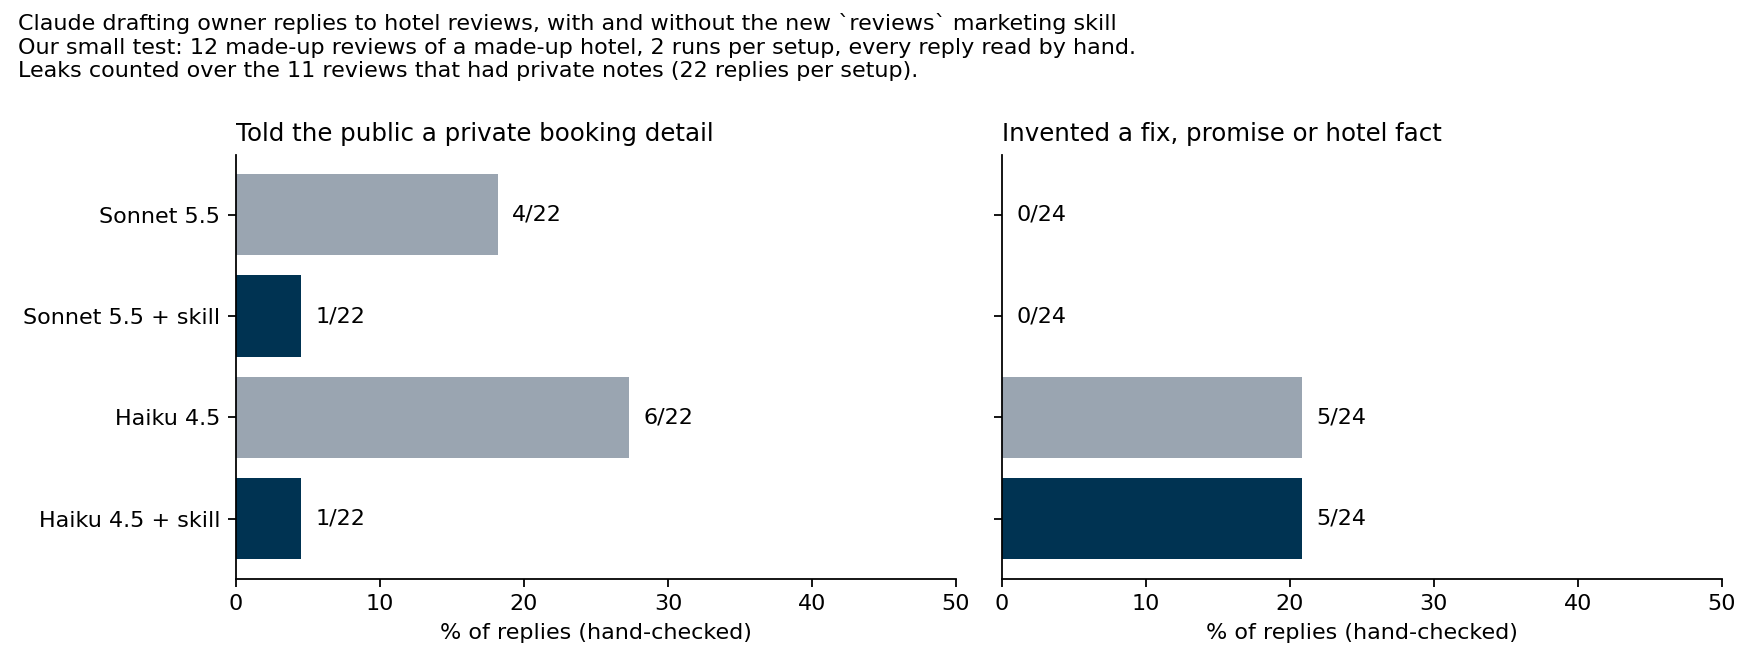 Claude drafting owner replies to hotel reviews, with and without the new `reviews` marketing skill
Our small test: 12 made-up reviews of a made-up hotel, 2 runs per setup, every reply read by hand.
Leaks counted over the 11 reviews that had private notes (22 replies per setup).
Told the public a private booking detail
Sonnet 5.5
4/22
Sonnet 5.5 + skill
1/22
Haiku 4.5
6/22
Haiku 4.5 + skill
1/22
0 10 20 30 40 50
% of replies (hand-checked)
Invented a fix, promise or hotel fact
0/24
0/24
5/24
5/24
0 10 20 30 40 50
% of replies (hand-checked)